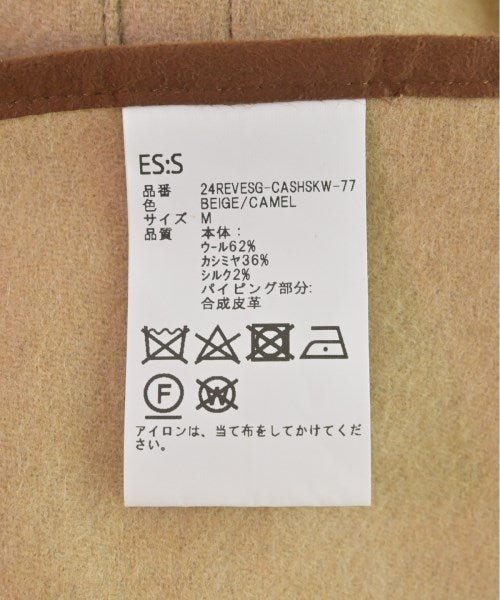 ES:S
品番 24REVESG-CASHSKW-77
色 BEIGE/CAMEL
サイズ M
品質 本体:
ウール62%
カシミヤ36%
シルク2%
パイピング部分:
合成皮革
F W
アイロンは、当て布をしてかけてくだ
さい。